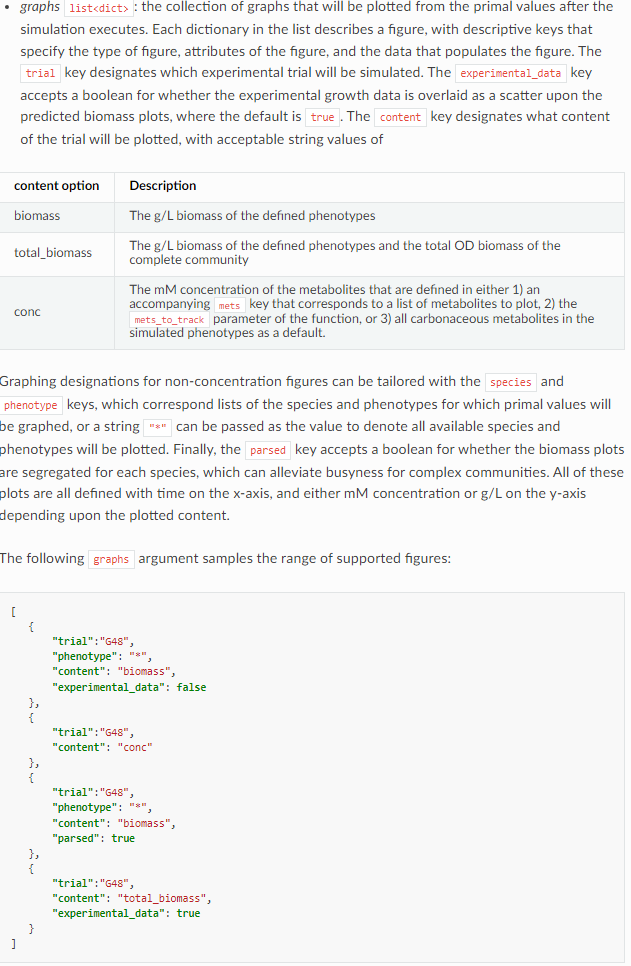 • graphs list<dict> : the collection of graphs that will be plotted from the primal values after the
simulation executes. Each dictionary in the list describes a figure, with descriptive keys that
specify the type of figure, attributes of the figure, and the data that populates the figure. The
trial key designates which experimental trial will be simulated. The experimental_data key
accepts a boolean for whether the experimental growth data is overlaid as a scatter upon the
predicted biomass plots, where the default is true . The content key designates what content
of the trial will be plotted, with acceptable string values of
content option Description
biomass The g/L biomass of the defined phenotypes
total_biomass The g/L biomass of the defined phenotypes and the total OD biomass of the
complete community
conc The mM concentration of the metabolites that are defined in either 1) an
accompanying mets key that corresponds to a list of metabolites to plot, 2) the
mets_to_track parameter of the function, or 3) all carbonaceous metabolites in the
simulated phenotypes as a default.
Graphing designations for non-concentration figures can be tailored with the species and
phenotype keys, which correspond lists of the species and phenotypes for which primal values will
be graphed, or a string "*" can be passed as the value to denote all available species and
phenotypes will be plotted. Finally, the parsed key accepts a boolean for whether the biomass plots
are segregated for each species, which can alleviate busyness for complex communities. All of these
plots are all defined with time on the x-axis, and either mM concentration or g/L on the y-axis
depending upon the plotted content.
The following graphs argument samples the range of supported figures:
[
{
"trial":"G48",
"phenotype": "*",
"content": "biomass",
"experimental_data": false
},
{
"trial":"G48",
"content": "conc"
},
{
"trial":"G48",
"phenotype": "*",
"content": "biomass",
"parsed": true
},
{
"trial":"G48",
"content": "total_biomass",
"experimental_data": true
}
]